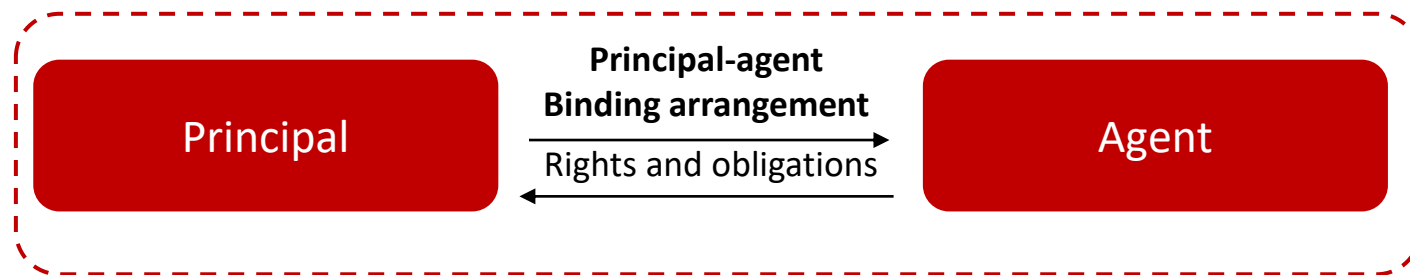 Principal
Principal-agent
Binding arrangement
Rights and obligations
Agent